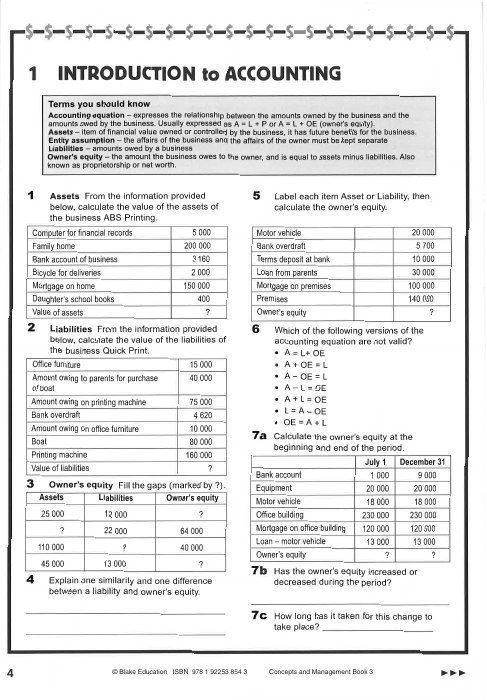 1 INTRODUCTION to ACCOUNTING
Terms you should know
Accounting equation – expresses the relationship between the amounts owned by the business and the
amounts owed by the business. Usually expressed as A = L + P or A = L + OE (owner's equity).
Assets – item of financial value owned or controlled by the business, it has future benefits for the business.
Entity assumption – the affairs of the business and the affairs of the owner must be kept separate
Liabilities – amounts owed by a business
Owner's equity – the amount the business owes to the owner, and is equal to assets minus liabilities. Also
known as proprietorship or net worth.
1 Assets From the information provided
below, calculate the value of the assets of
the business ABS Printing.
Computer for financial records 5 000
Family home 200 000
Bank account of business 3 160
Bicycle for deliveries 2 000
Mortgage on home 150 000
Daughter's school books 400
Value of assets ?
2 Liabilities From the information provided
below, calculate the value of the liabilities of
the business Quick Print.
Office furniture 15 000
Amount owing to parents for purchase 40 000
of boat
Amount owing on printing machine 75 000
Bank overdraft 4 620
Amount owing on office furniture 10 000
Boat 80 000
Printing machine 160 000
Value of liabilities ?
3 Owner's equity Fill the gaps (marked by ?).
Assets Liabilities Owner's equity
25 000 12 000 ?
? 22 000 64 000
110 000 ? 40 000
45 000 13 000 ?
4 Explain one similarity and one difference
between a liability and owner's equity.
5 Label each item Asset or Liability, then
calculate the owner's equity.
Motor vehicle 20 000
Bank overdraft 5 700
Terms deposit at bank 10 000
Loan from parents 30 000
Mortgage on premises 100 000
Premises 140 000
Owner's equity ?
6 Which of the following versions of the
accounting equation are not valid?
• A = L+ OE
• A + OE = L
• A – OE = L
• A – L = OE
• A + L = OE
• L = A – OE
• OE = A + L
7a Calculate the owner's equity at the
beginning and end of the period.
July 1 December 31
Bank account 1 000 9 000
Equipment 20 000 20 000
Motor vehicle 18 000 18 000
Office building 230 000 230 000
Mortgage on office building 120 000 120 500
Loan – motor vehicle 13 000 13 000
Owner's equity ? ?
7b Has the owner's equity increased or
decreased during the period?
7c How long has it taken for this change to
take place?
4 © Blake Education ISBN 978 1 92253 854 3 Concepts and Management Book 3